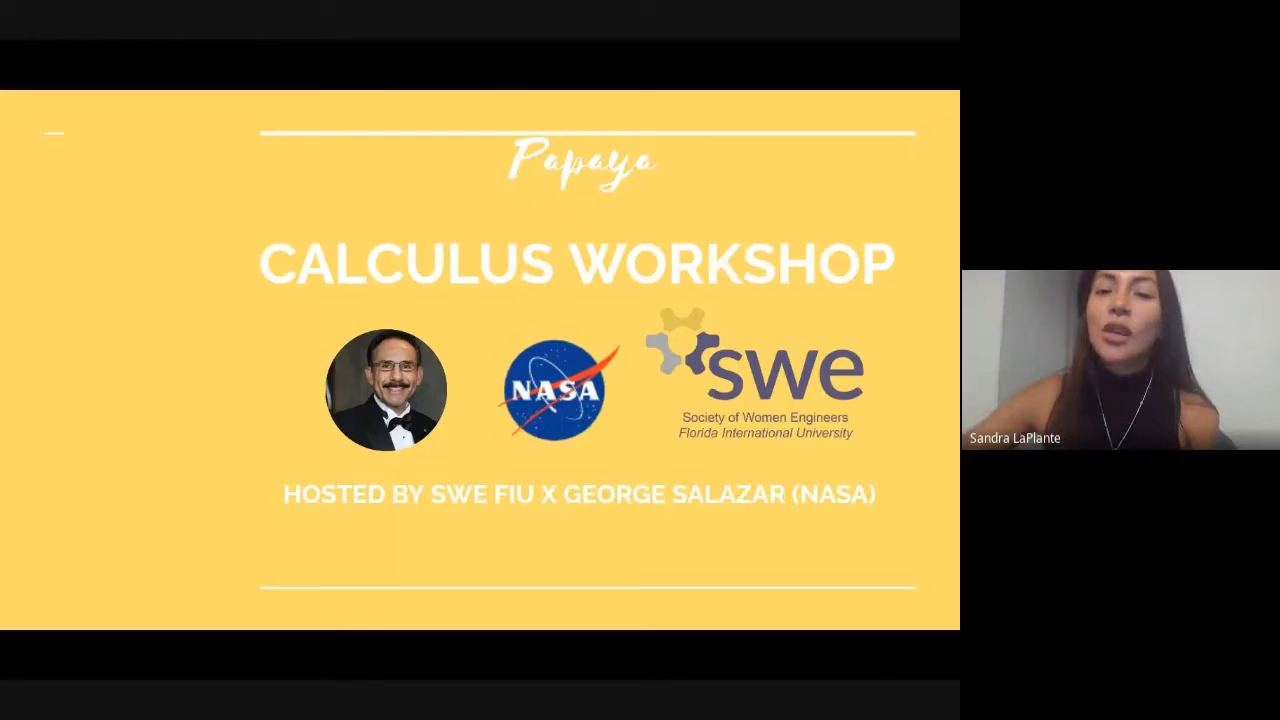 Papaya
CALCULUS WORKSHOP
NASA
swe
Society of Women Engineers
Florida International University
HOSTED BY SWE FIU X GEORGE SALAZAR (NASA)
Sandra LaPlante